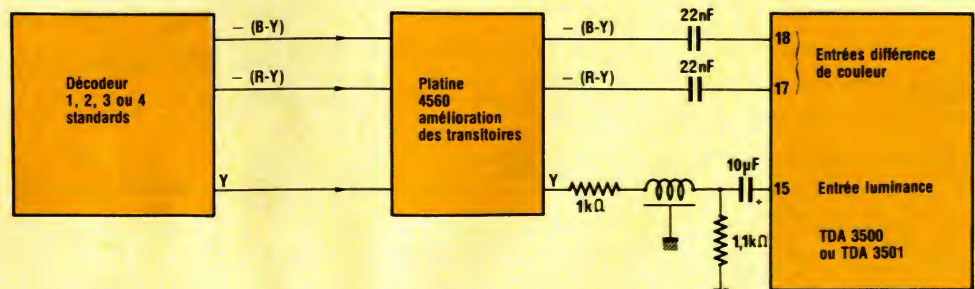 Décodeur
1, 2, 3 ou 4
standards
– (B-Y)
– (R-Y)
Y
Platine
4560
amélioration
des transitoires
– (B-Y)
– (R-Y)
Y
22nF
22nF
1kΩ
1,1kΩ
10µF
+
18
17
15
Entrées différence
de couleur
Entrée luminance
TDA 3500
ou TDA 3501